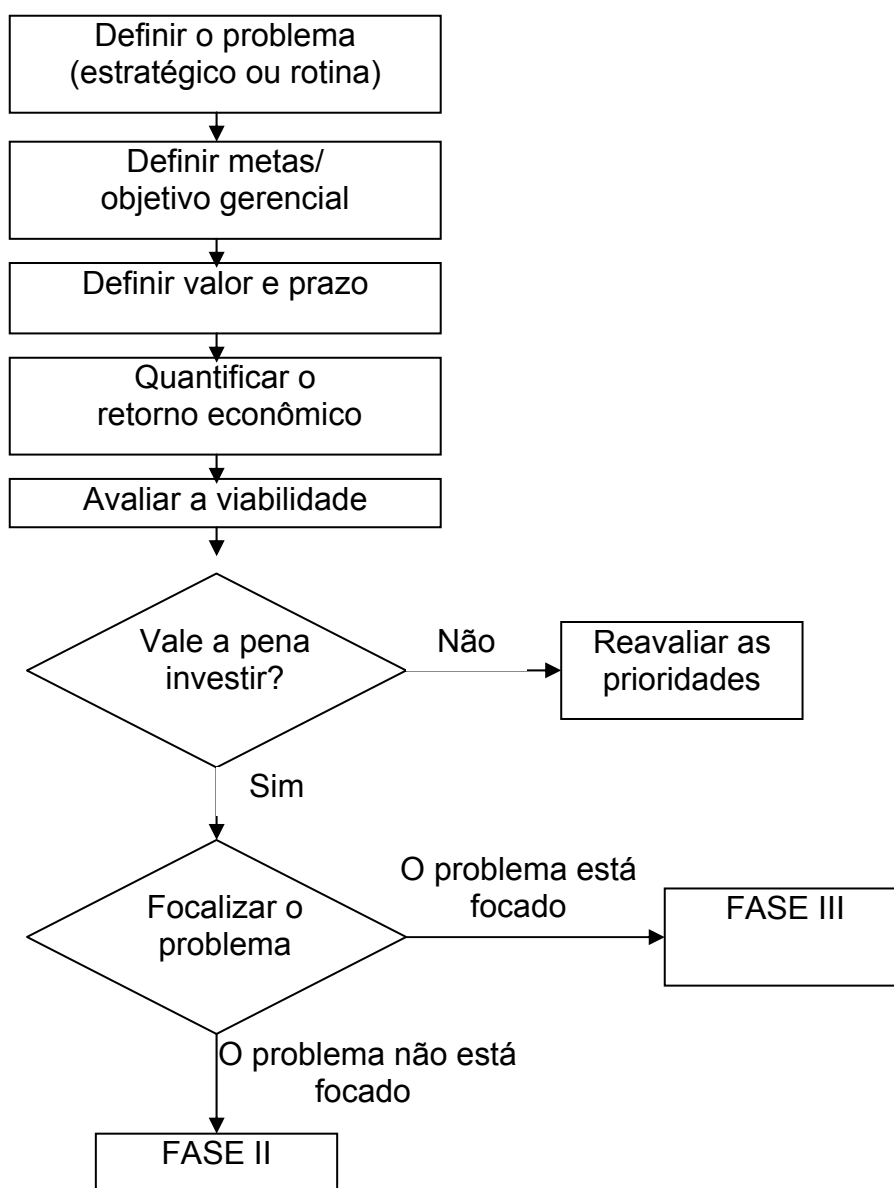 Definir o problema
(estratégico ou rotina)
Definir metas/
objetivo gerencial
Definir valor e prazo
Quantificar o
retorno econômico
Avaliar a viabilidade
Vale a pena
investir?
Não
Reavaliar as
prioridades
Sim
Focalizar o
problema
O problema está
focado
FASE III
O problema não está
focado
FASE II